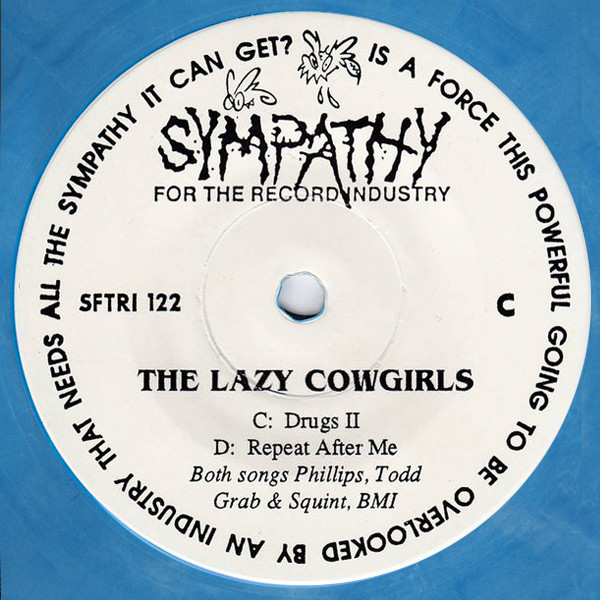 IS A FORCE THIS POWERFUL GOING TO BE OVERLOOKED BY AN INDUSTRY THAT NEEDS ALL THE SYMPATHY IT CAN GET?
SYMPATHY
FOR THE RECORD INDUSTRY
SFTRI 122
C
THE LAZY COWGIRLS
C: Drugs II
D: Repeat After Me
Both songs Phillips, Todd
Grab & Squint, BMI